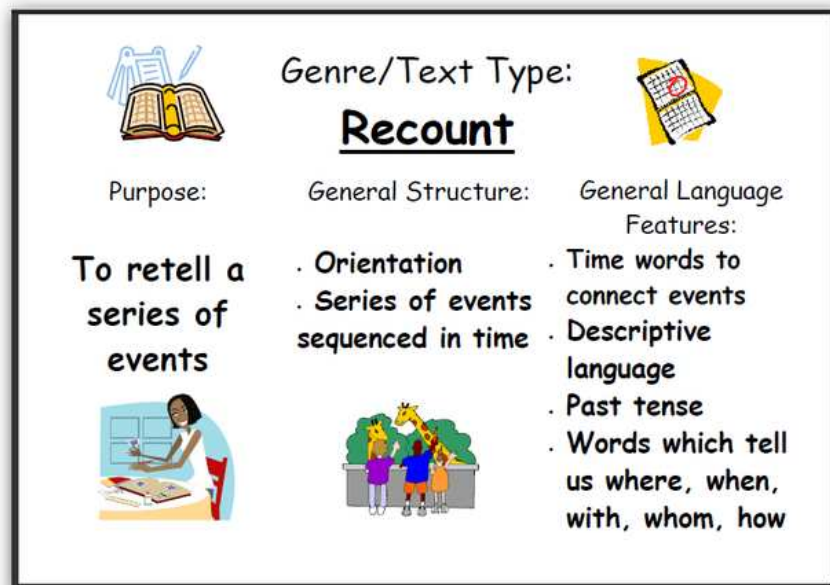 Genre/Text Type:
Recount
Purpose:
To retell a
series of
events
General Structure:
. Orientation
. Series of events
sequenced in time
General Language
Features:
. Time words to
connect events
. Descriptive
language
. Past tense
. Words which tell
us where, when,
with, whom, how